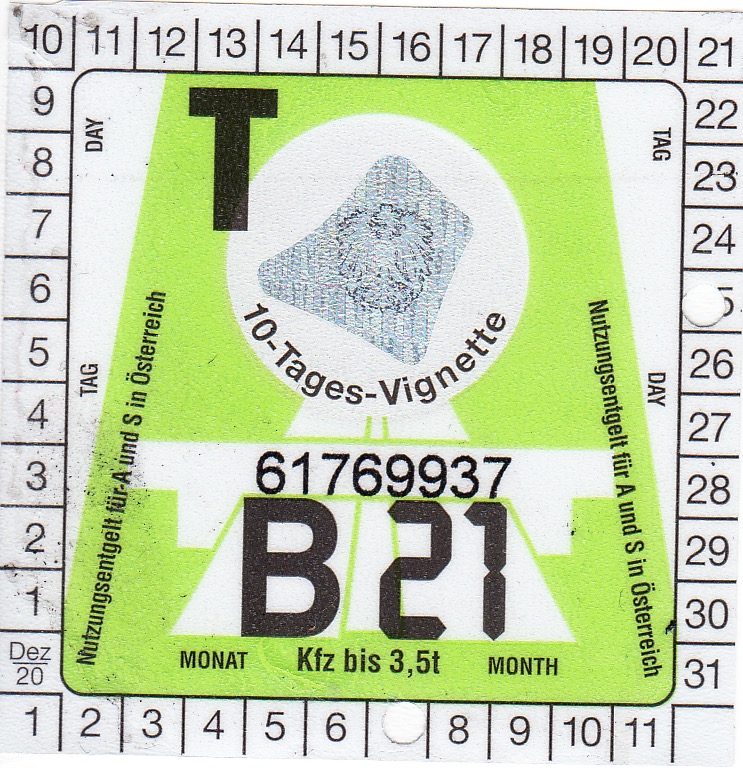 10 11 12 13 14 15 16 17 18 19 20 21
9
8
7
6
5
4
3
2
1
Dez
20
22
23
24
5
26
27
28
29
30
31
DAY
TAG
T
TAG
DAY
10-Tages-Vignette
Nutzungsentgelt für A und S in Österreich
Nutzungsentgelt für A und S in Österreich
61769937
B 21
MONAT Kfz bis 3,5t MONTH
1 2 3 4 5 6 8 9 10 11